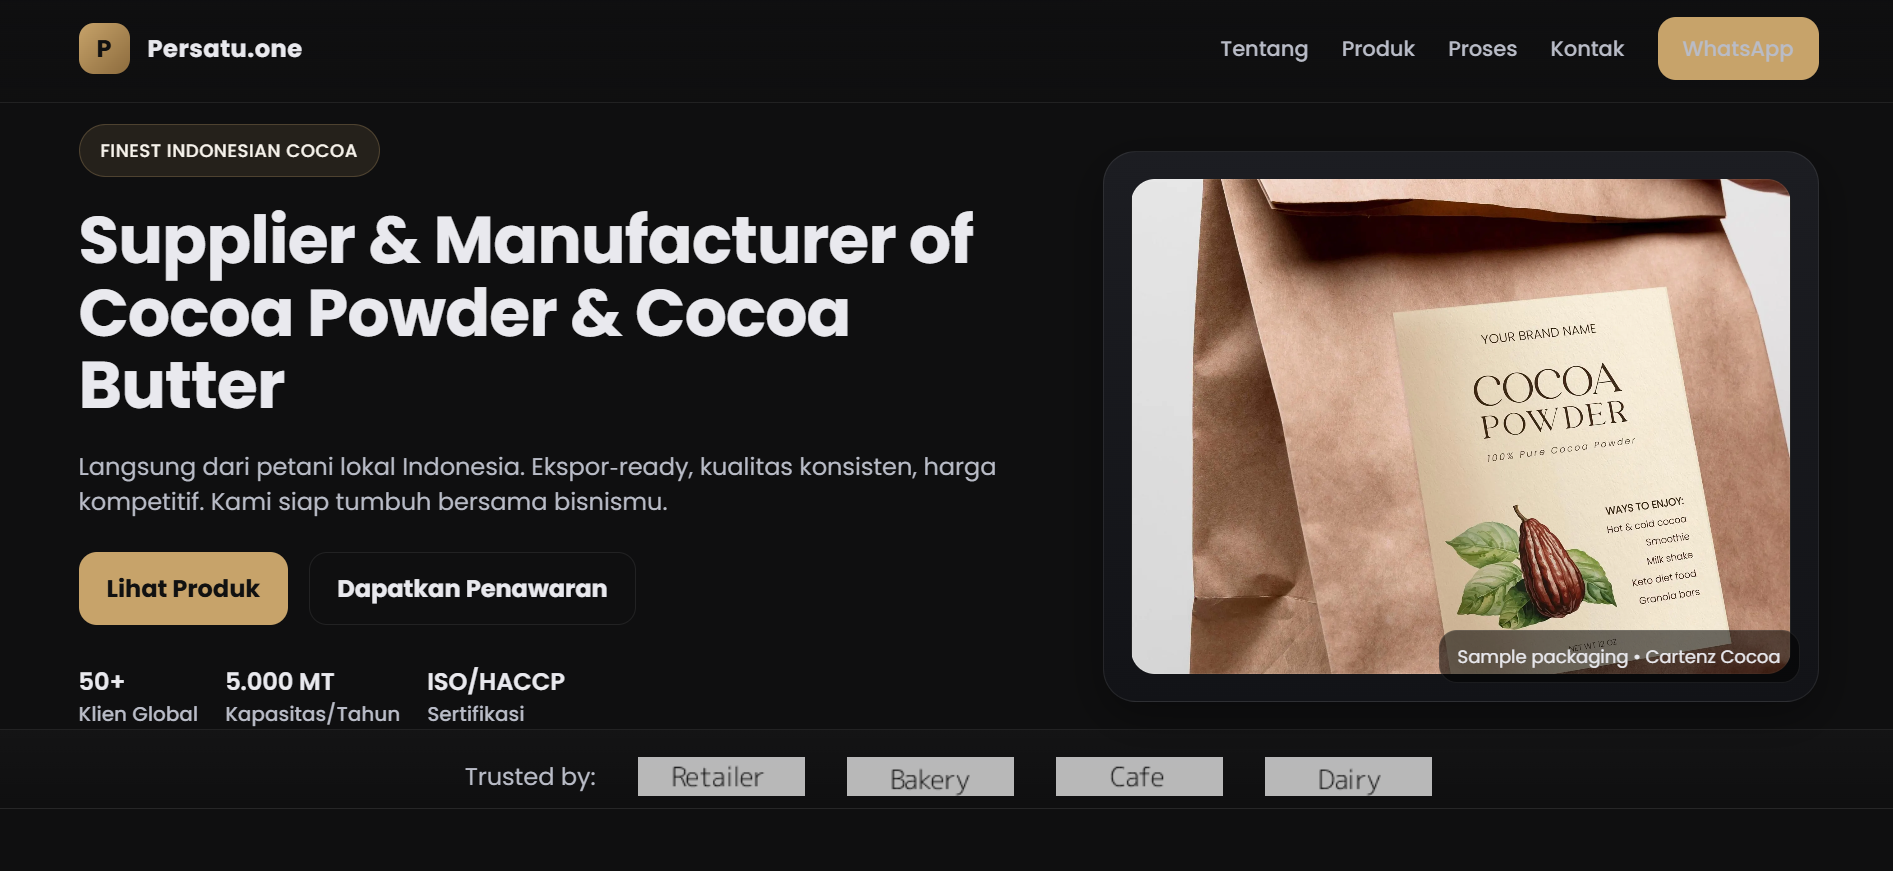 P Persatu.one
Tentang Produk Proses Kontak WhatsApp
FINEST INDONESIAN COCOA
Supplier & Manufacturer of
Cocoa Powder & Cocoa
Butter
Langsung dari petani lokal Indonesia. Ekspor-ready, kualitas konsisten, harga
kompetitif. Kami siap tumbuh bersama bisnismu.
Lihat Produk Dapatkan Penawaran
50+
Klien Global
5.000 MT
Kapasitas/Tahun
ISO/HACCP
Sertifikasi
YOUR BRAND NAME
COCOA
POWDER
100% Pure Cocoa Powder
WAYS TO ENJOY:
Hot & cold cocoa
Smoothie
Milk shake
Keto diet food
Granola bars
NET WT 12 OZ
Sample packaging • Cartenz Cocoa
Trusted by: Retailer Bakery Cafe Dairy